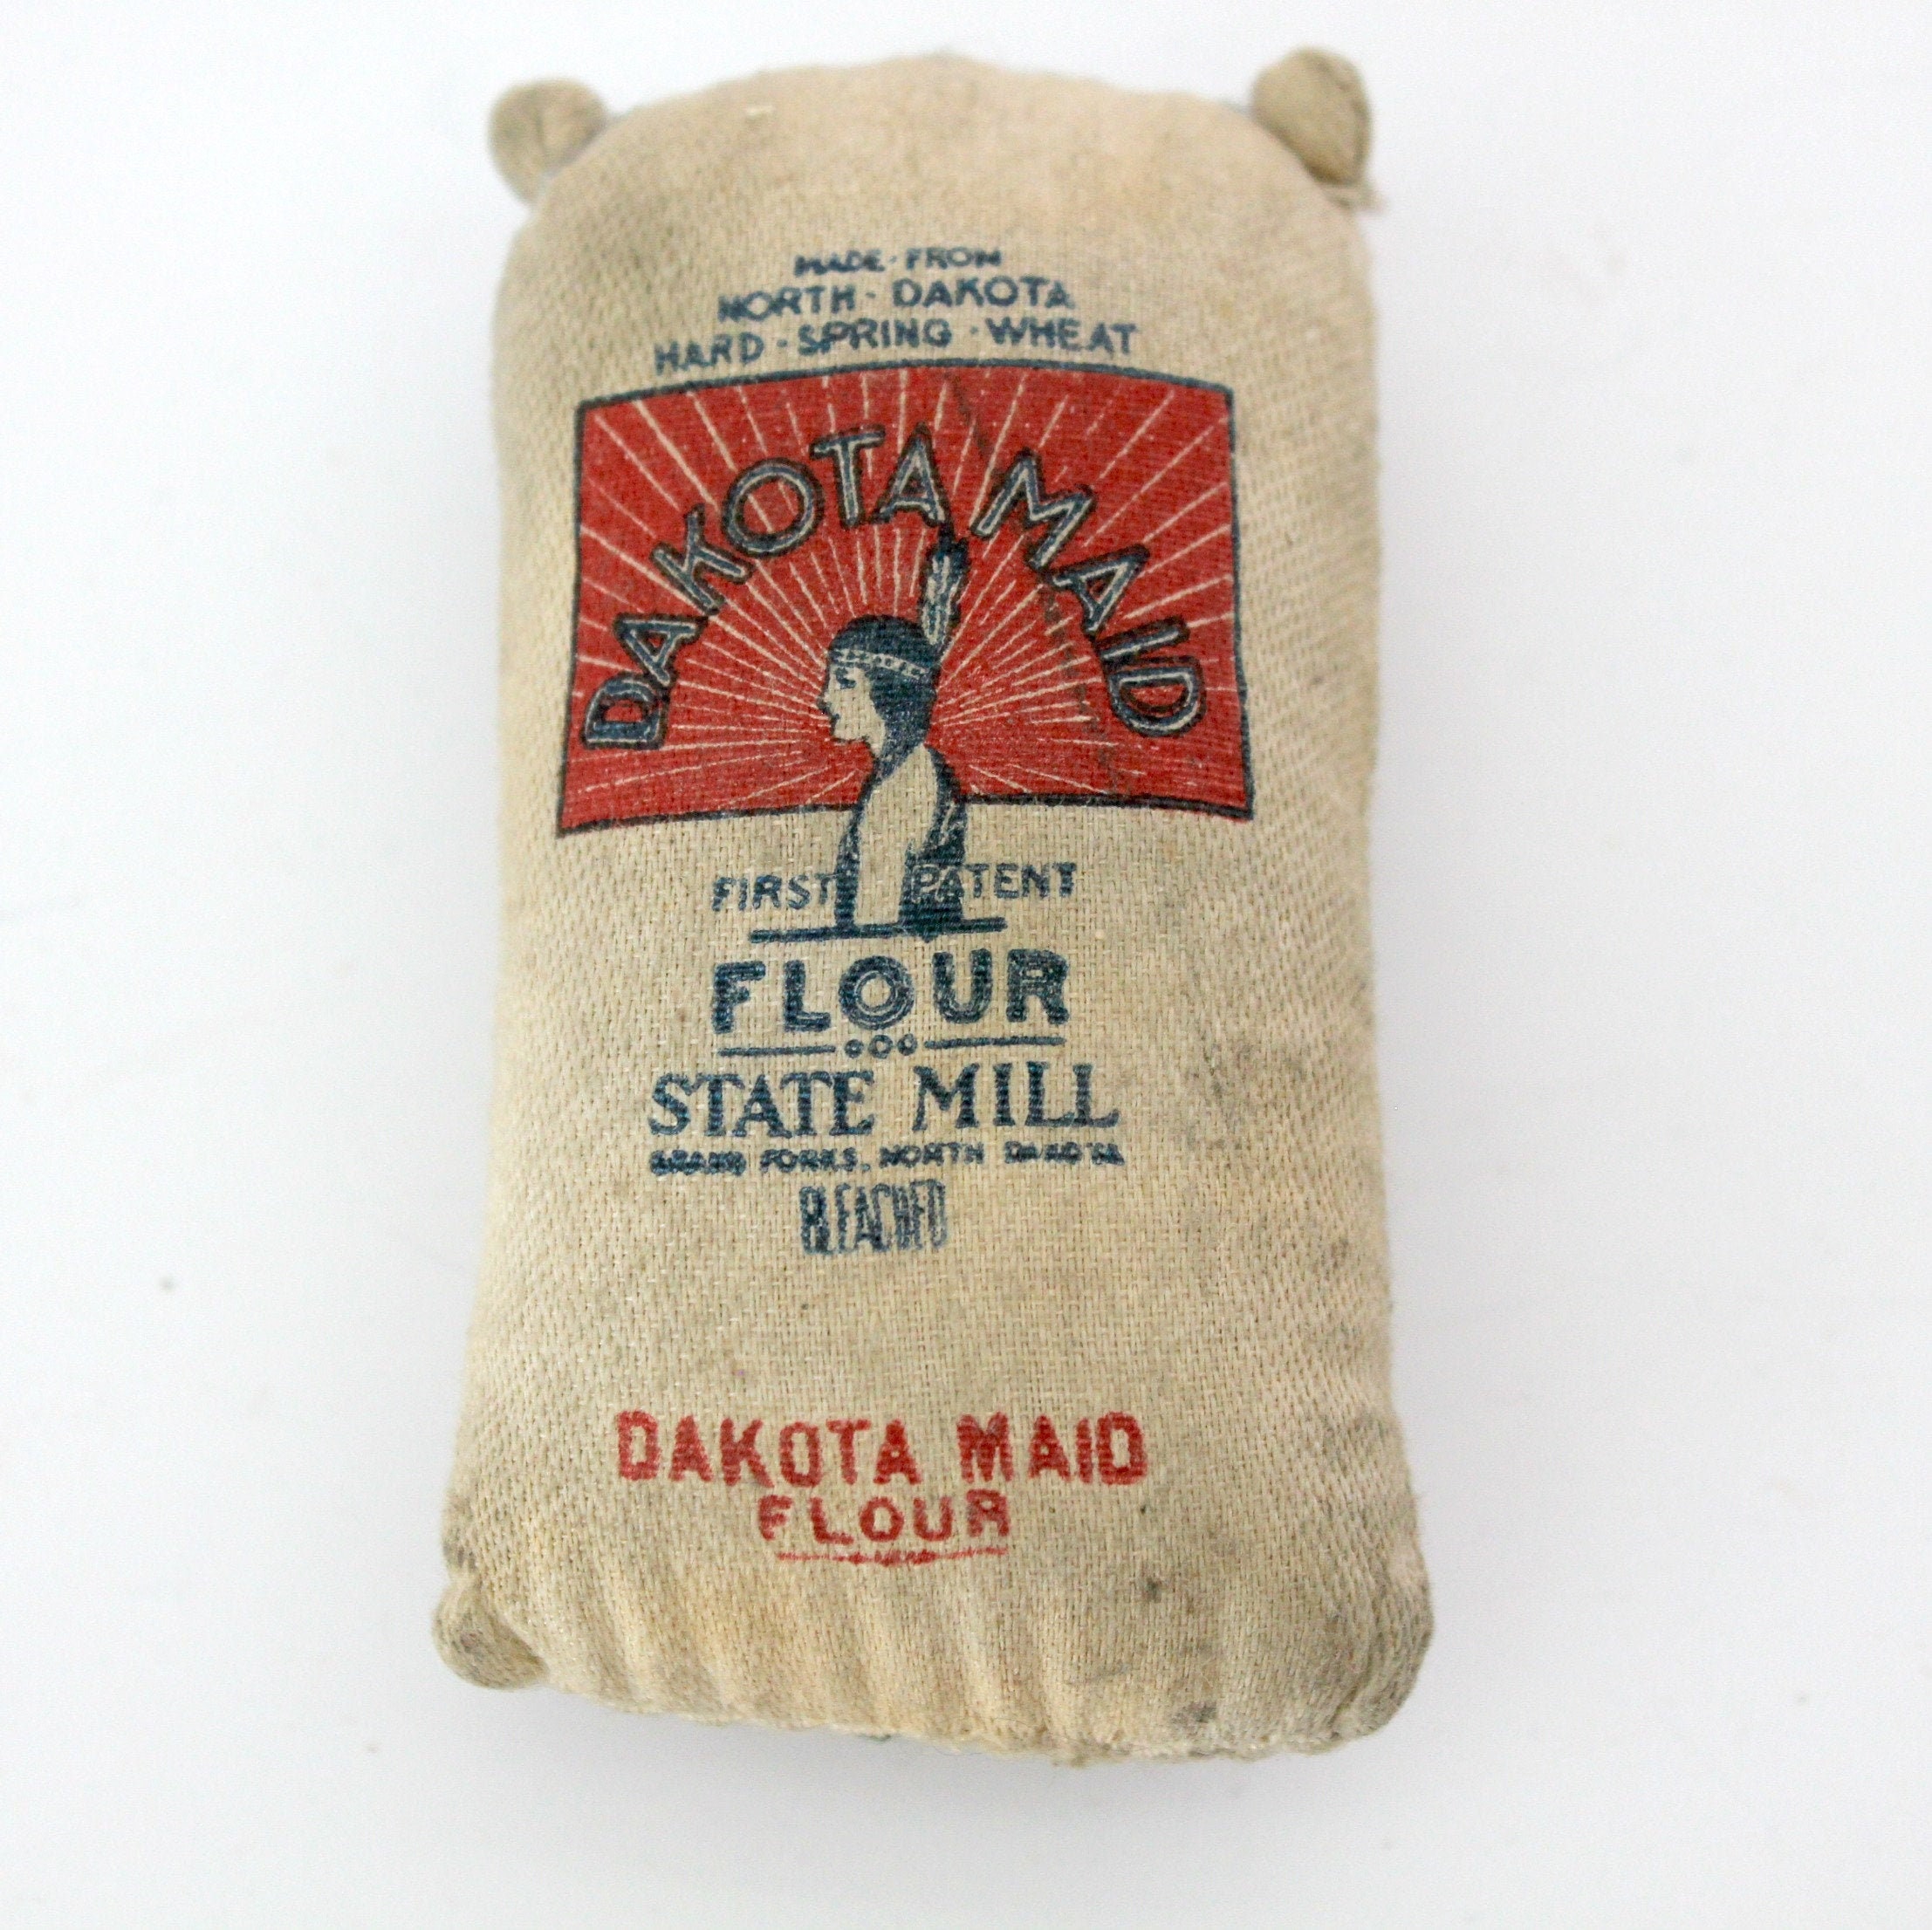 MADE·FROM
NORTH·DAKOTA
HARD·SPRING·WHEAT
DAKOTA MAID
FIRST PATENT
FLOUR
STATE MILL
GRAND FORKS, NORTH DAKOTA
BLEACHED
DAKOTA MAID
FLOUR